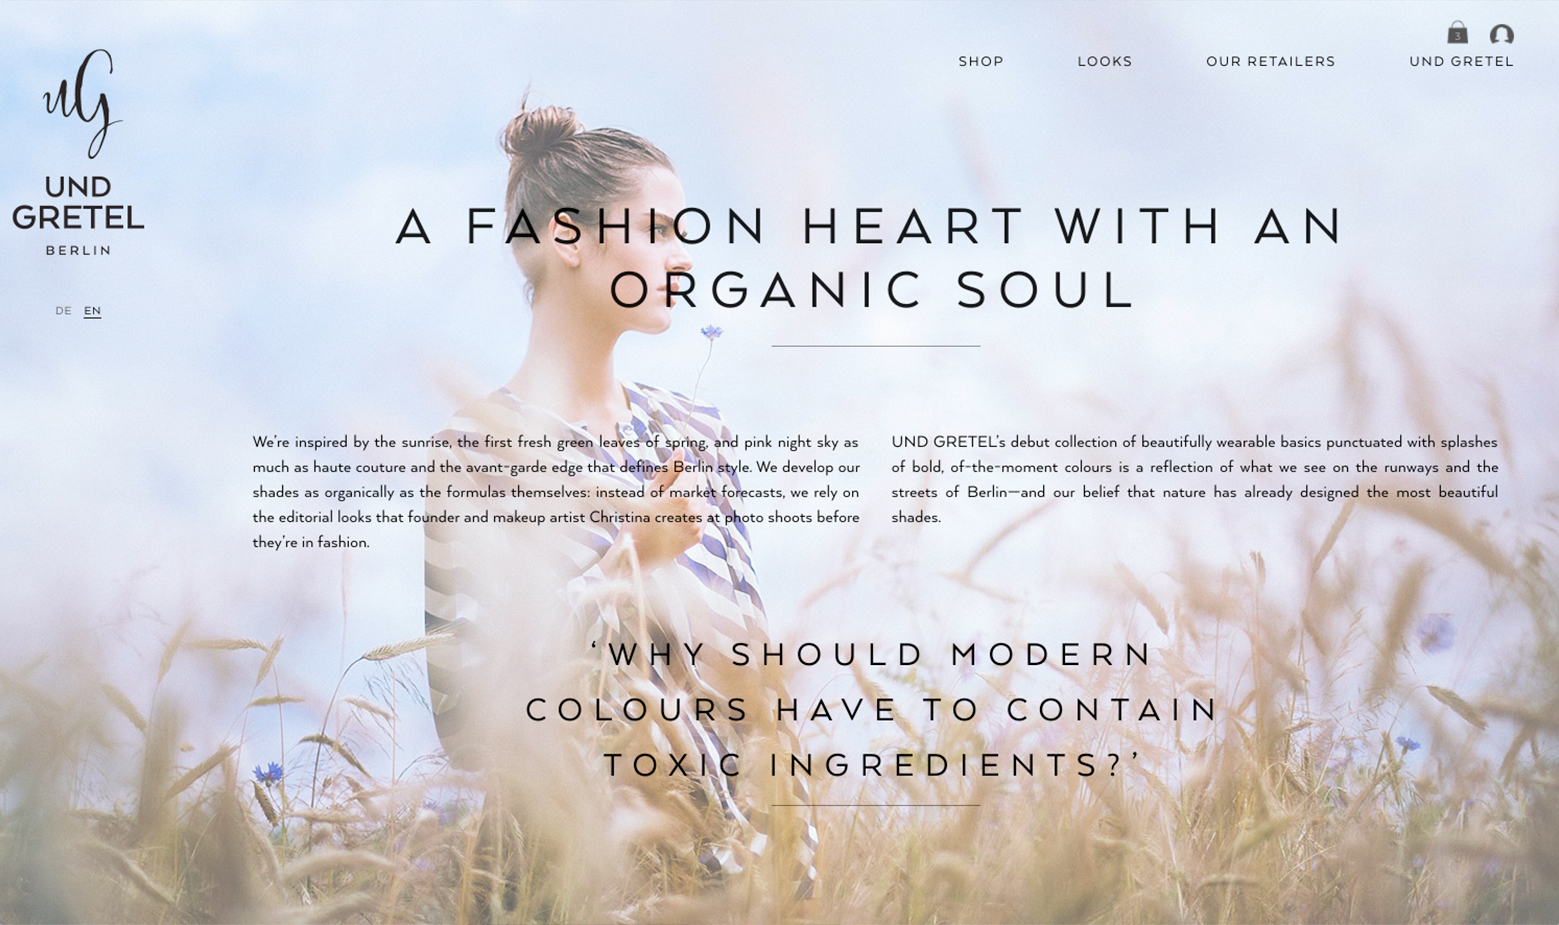 uG
UND
GRETEL
BERLIN
DE EN
3
SHOP LOOKS OUR RETAILERS UND GRETEL
A FASHION HEART WITH AN
ORGANIC SOUL
We’re inspired by the sunrise, the first fresh green leaves of spring, and pink night sky as
much as haute couture and the avant-garde edge that defines Berlin style. We develop our
shades as organically as the formulas themselves: instead of market forecasts, we rely on
the editorial looks that founder and makeup artist Christina creates at photo shoots before
they’re in fashion.
UND GRETEL’s debut collection of beautifully wearable basics punctuated with splashes
of bold, of-the-moment colours is a reflection of what we see on the runways and the
streets of Berlin—and our belief that nature has already designed the most beautiful
shades.
‘WHY SHOULD MODERN
COLOURS HAVE TO CONTAIN
TOXIC INGREDIENTS?’